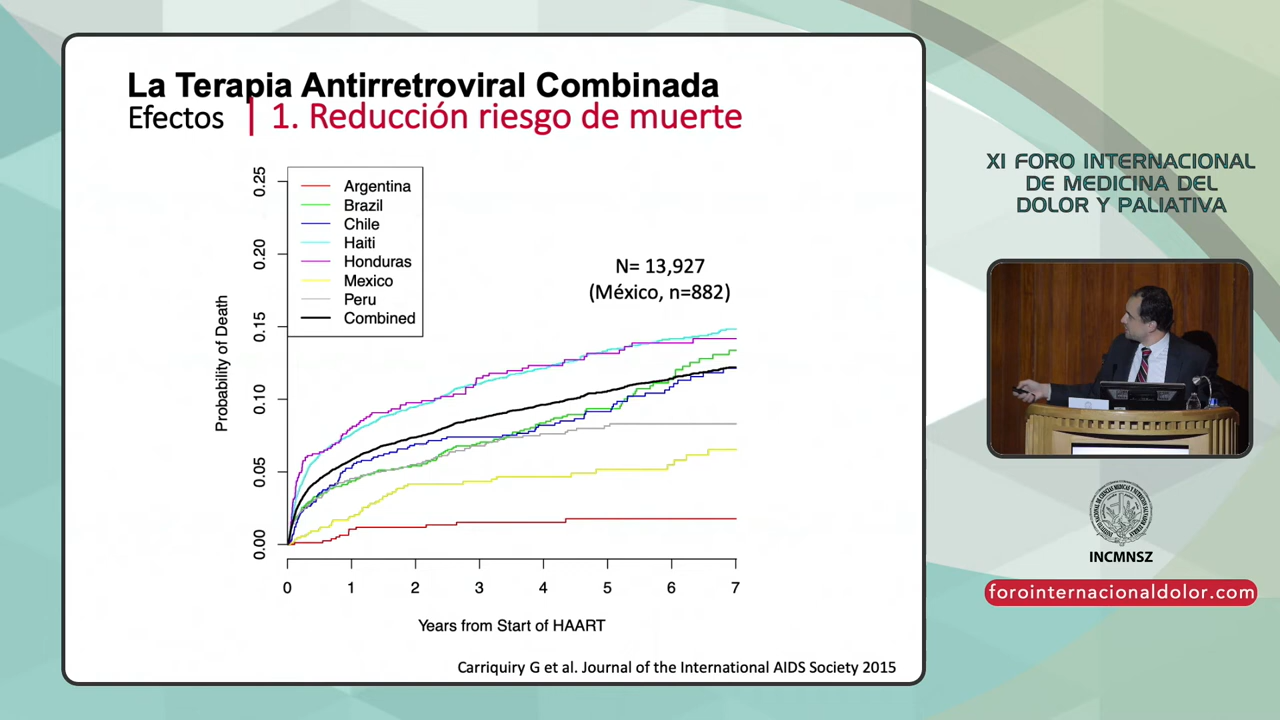 La Terapia Antirretroviral Combinada
Efectos | 1. Reducción riesgo de muerte
Argentina
Brazil
Chile
Haiti
Honduras
Mexico
Peru
Combined
N= 13,927
(México, n=882)
Probability of Death
0.25
0.20
0.15
0.10
0.05
0.00
0 1 2 3 4 5 6 7
Years from Start of HAART
Carriquiry G et al. Journal of the International AIDS Society 2015
XI FORO INTERNACIONAL
DE MEDICINA DEL
DOLOR Y PALIATIVA
INCMNSZ
forointernacionaldolor.com